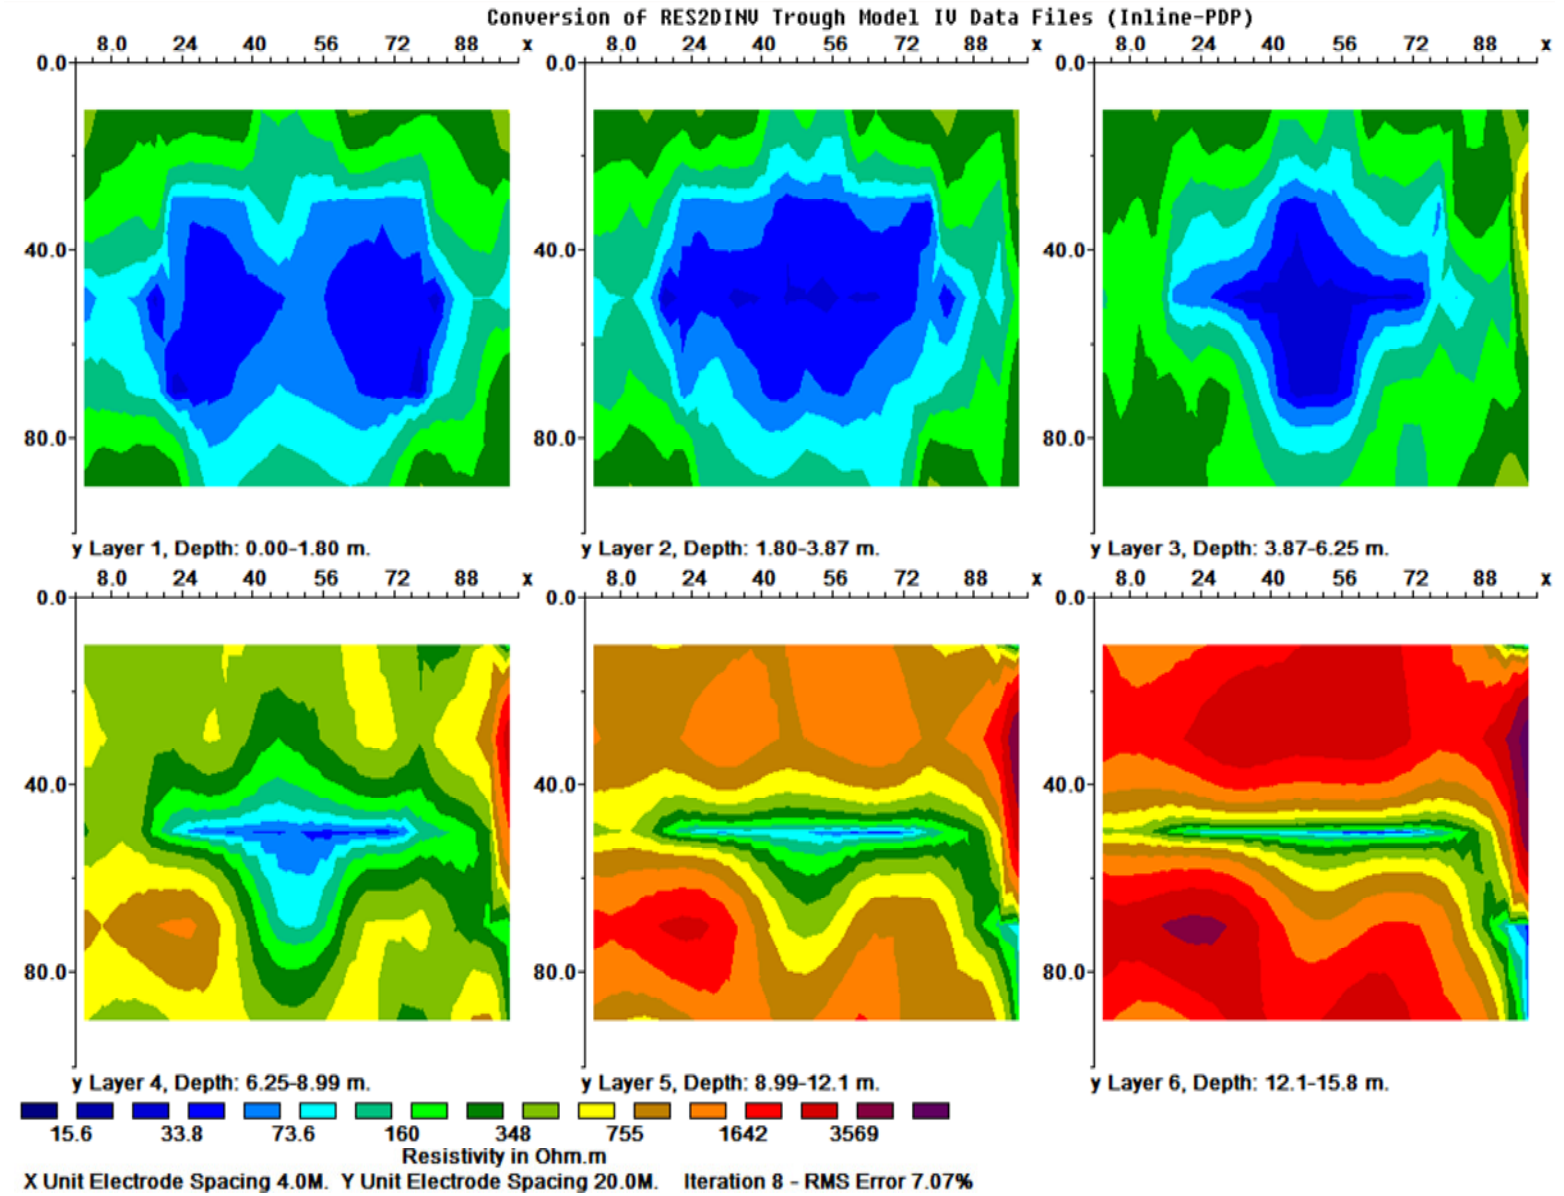 Conversion of RES2DINV Trough Model IV Data Files (Inline-PDP)
8.0 24 40 56 72 88 x 8.0 24 40 56 72 88 x 8.0 24 40 56 72 88 x
0.0 0.0 0.0
40.0 40.0 40.0
80.0 80.0 80.0
y Layer 1, Depth: 0.00-1.80 m. y Layer 2, Depth: 1.80-3.87 m. y Layer 3, Depth: 3.87-6.25 m.
8.0 24 40 56 72 88 x 8.0 24 40 56 72 88 x 8.0 24 40 56 72 88 x
0.0 0.0 0.0
40.0 40.0 40.0
80.0 80.0 80.0
y Layer 4, Depth: 6.25-8.99 m. y Layer 5, Depth: 8.99-12.1 m. y Layer 6, Depth: 12.1-15.8 m.
15.6 33.8 73.6 160 348 755 1642 3569
Resistivity in Ohm.m
X Unit Electrode Spacing 4.0M. Y Unit Electrode Spacing 20.0M. Iteration 8 - RMS Error 7.07%